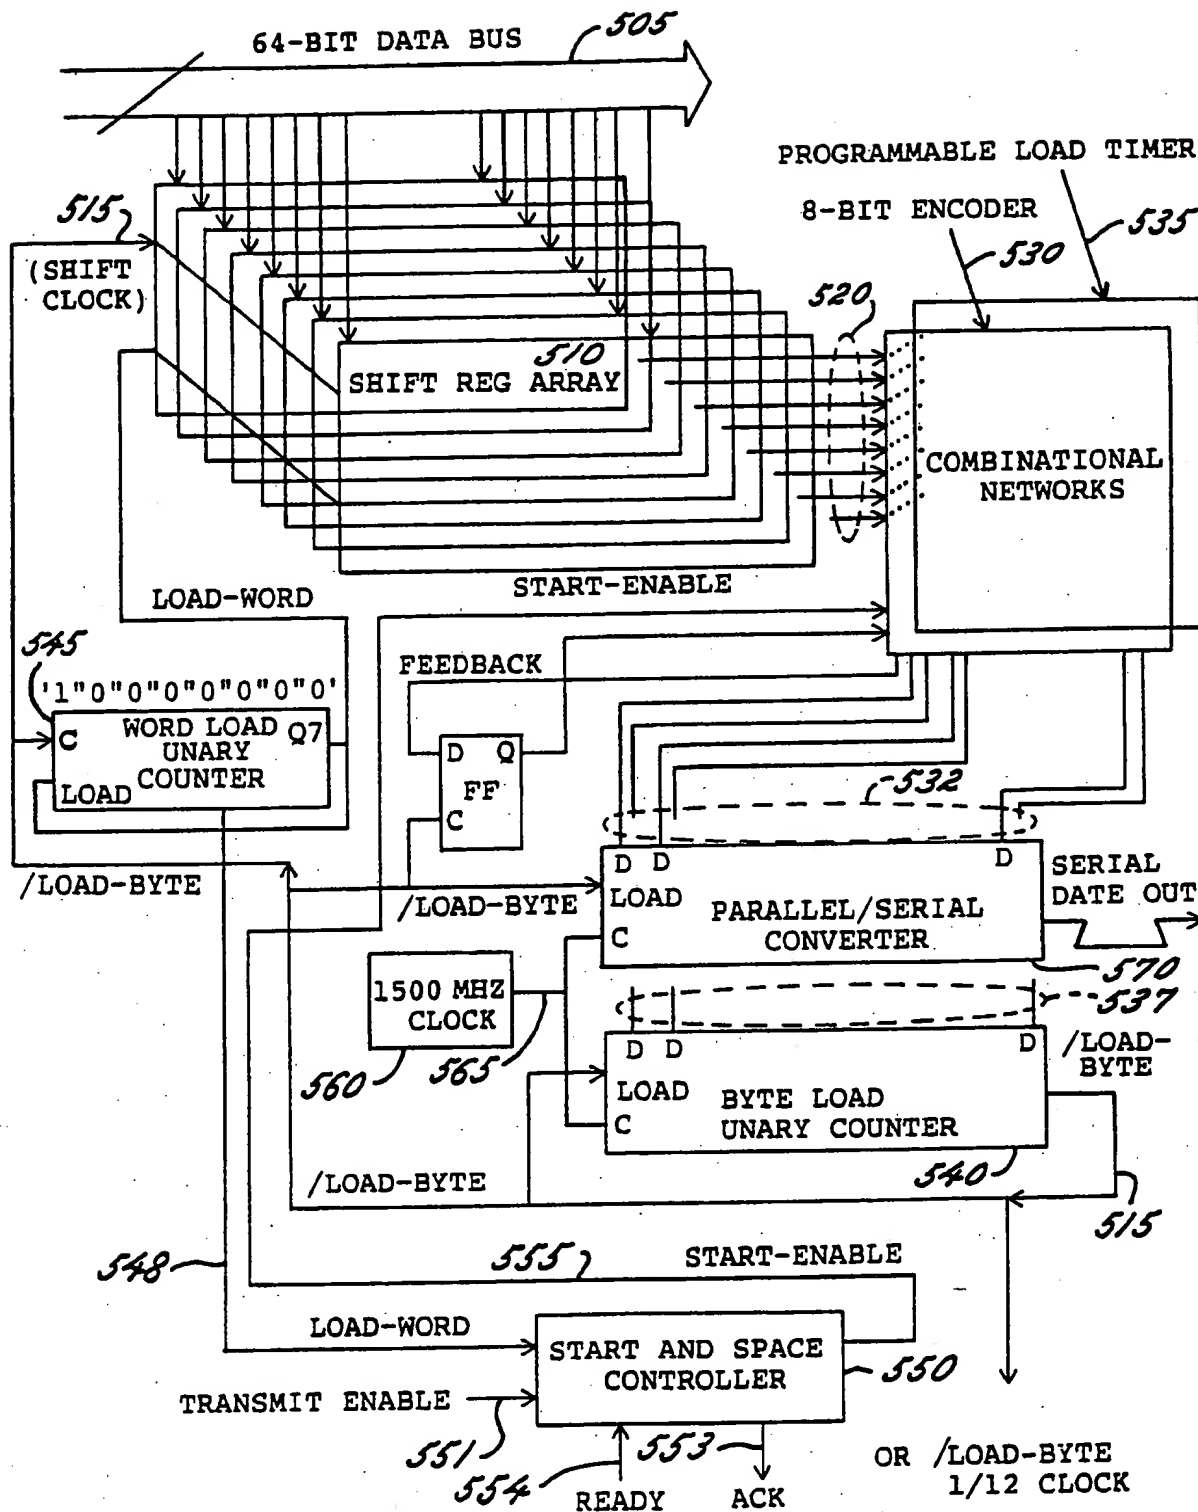 64-BIT DATA BUS
505
PROGRAMMABLE LOAD TIMER
8-BIT ENCODER
535
530
515
(SHIFT
CLOCK)
520
510
SHIFT REG ARRAY
COMBINATIONAL
NETWORKS
START-ENABLE
LOAD-WORD
545
FEEDBACK
'1"0"0"0"0"0"0"0'
WORD LOAD
UNARY
COUNTER
C
Q7
LOAD
D
Q
FF
C
532
D D D
/LOAD-BYTE
/LOAD-BYTE
LOAD
C
PARALLEL/SERIAL
CONVERTER
SERIAL
DATE OUT
570
537
1500 MHZ
CLOCK
560
565
D D D
/LOAD-
BYTE
LOAD
C
BYTE LOAD
UNARY COUNTER
540
/LOAD-BYTE
515
548
555
START-ENABLE
LOAD-WORD
START AND SPACE
CONTROLLER
550
TRANSMIT ENABLE
551
553
554
READY
ACK
OR /LOAD-BYTE
1/12 CLOCK